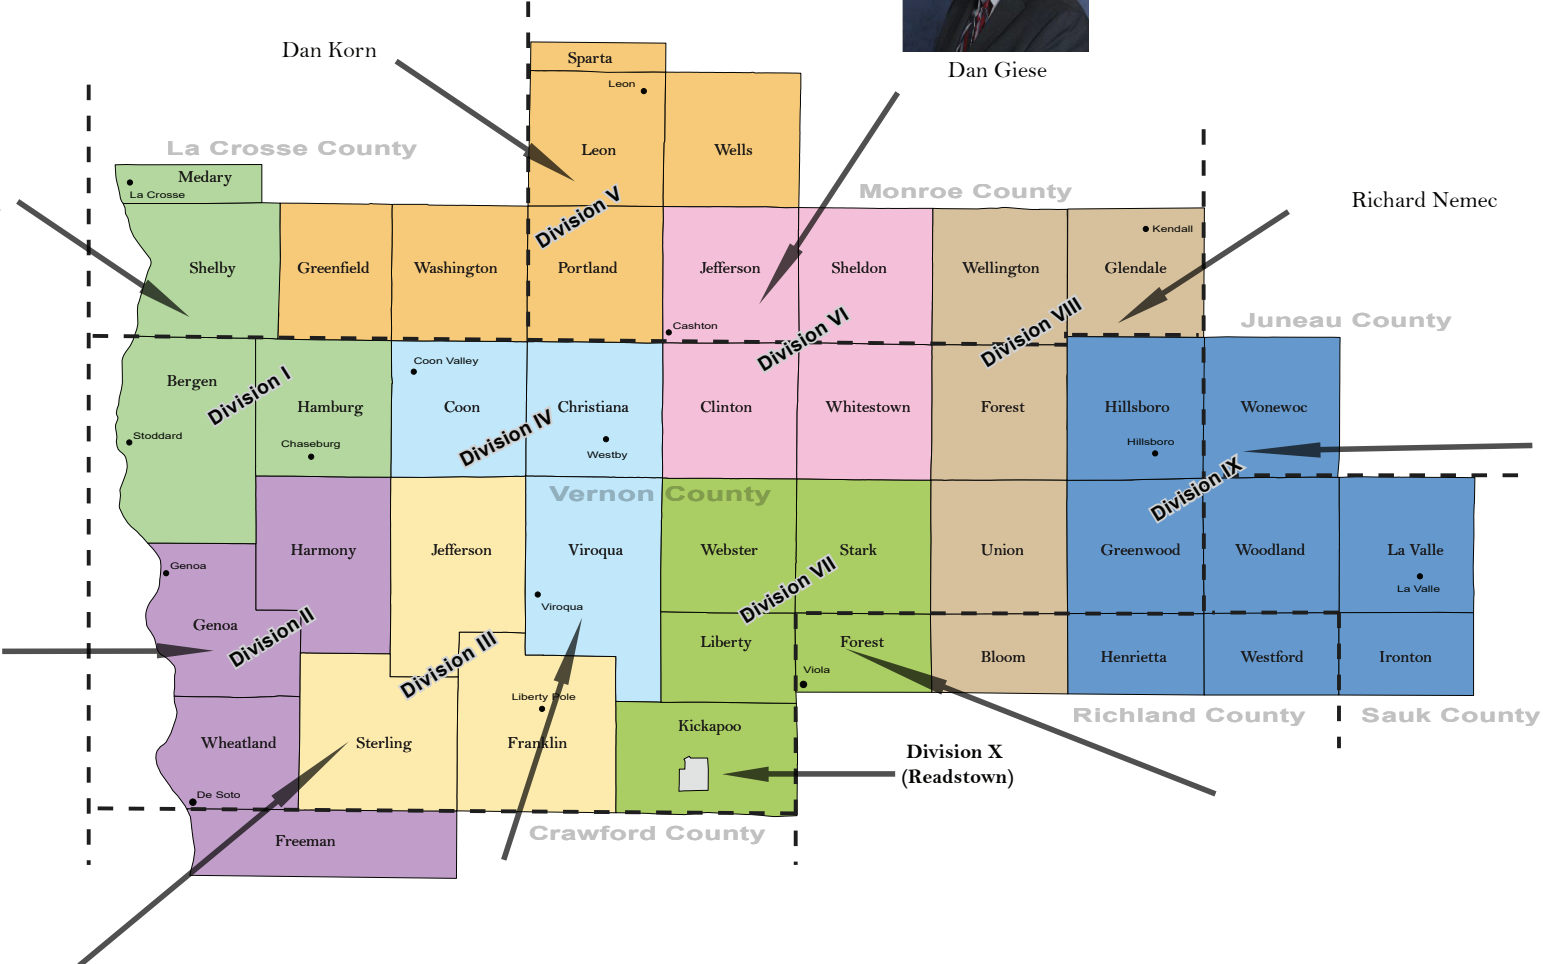 Dan Korn
Dan Giese
Sparta
Leon
Leon
Wells
La Crosse County
Medary
La Crosse
Monroe County
Richard Nemec
Division V
Kendall
Shelby
Greenfield
Washington
Portland
Jefferson
Sheldon
Wellington
Glendale
Cashton
Division VI
Division VIII
Juneau County
Coon Valley
Bergen
Division I
Hamburg
Coon
Christiana
Clinton
Whitestown
Forest
Hillsboro
Wonewoc
Stoddard
Chaseburg
Division IV
Westby
Hillsboro
Division IX
Vernon County
Harmony
Jefferson
Viroqua
Webster
Stark
Union
Greenwood
Woodland
La Valle
Genoa
La Valle
Viroqua
Division VII
Genoa
Division II
Division III
Liberty
Forest
Viola
Bloom
Henrietta
Westford
Ironton
Liberty Pole
Richland County
Sauk County
Kickapoo
Wheatland
Sterling
Franklin
Division X
(Readstown)
De Soto
Crawford County
Freeman